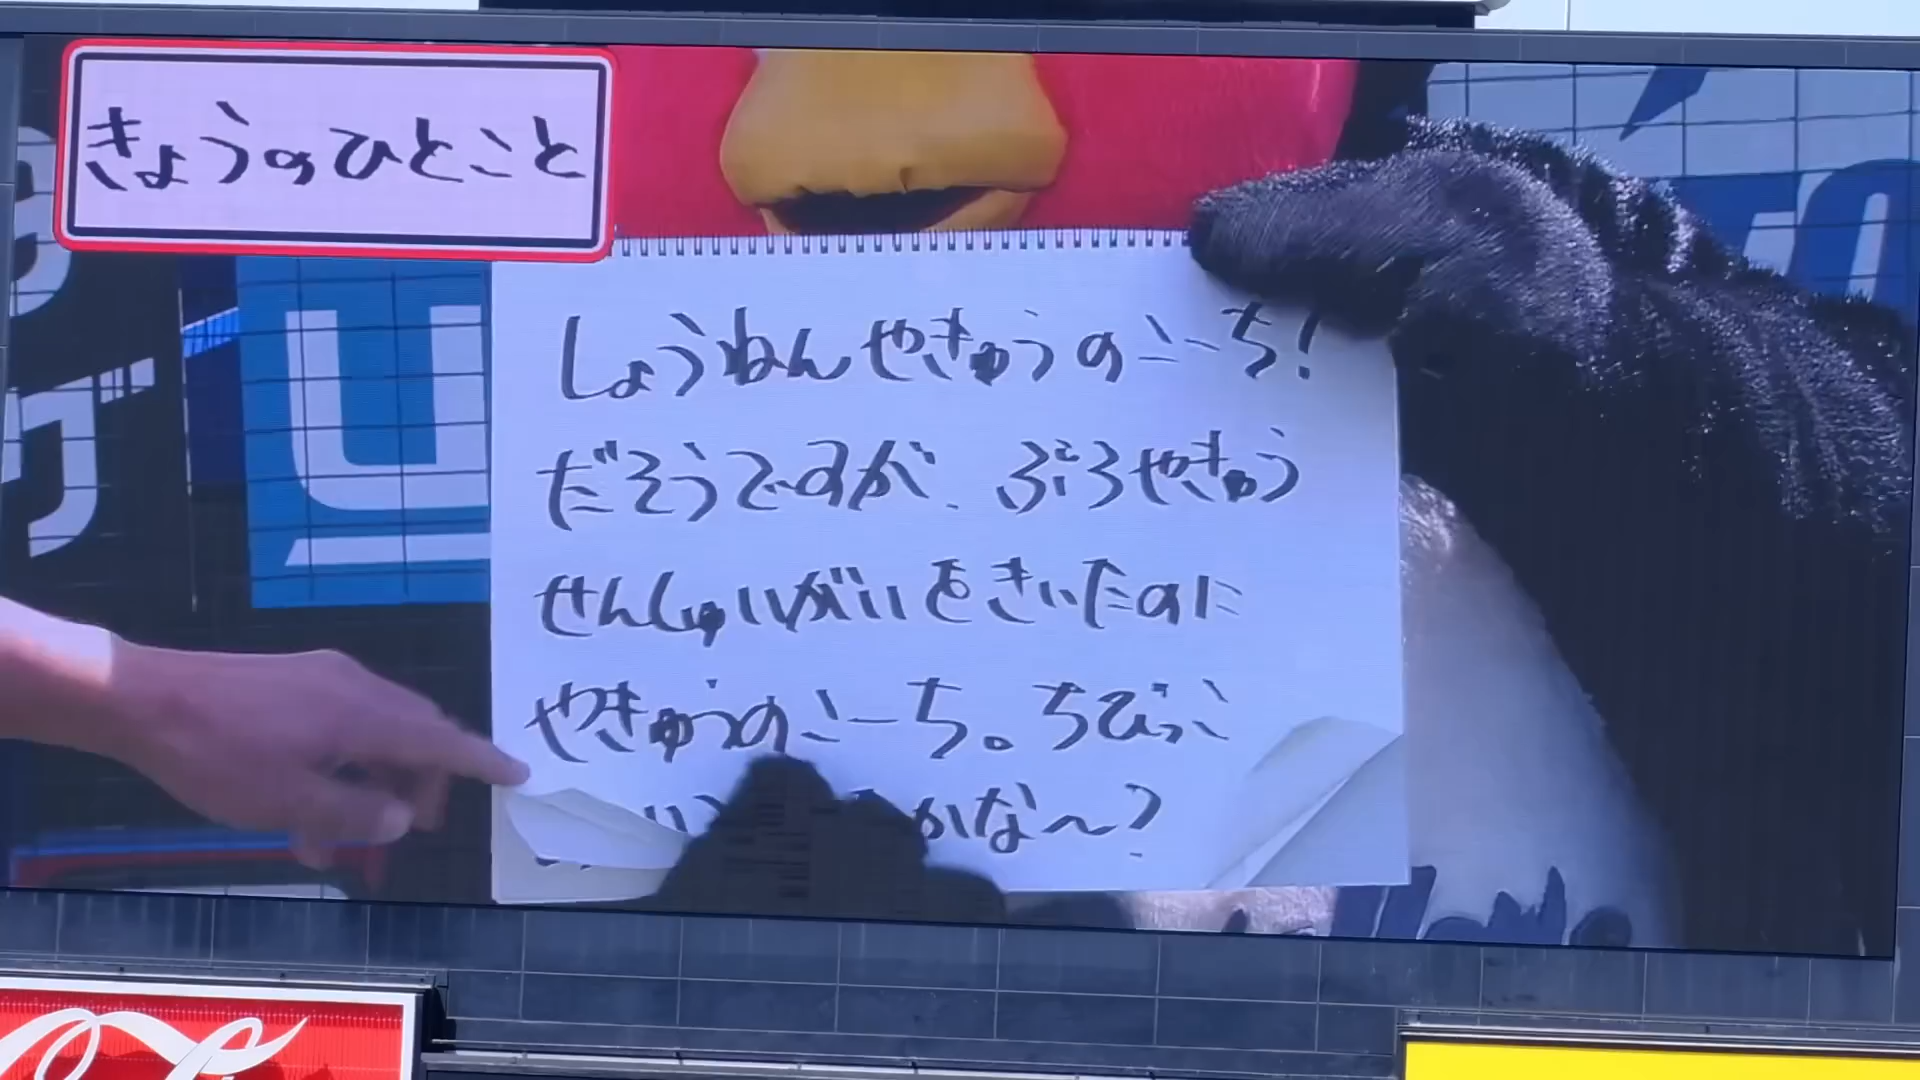 きょうのひとこと
しょうねんやきゅうのこーち!
だそうですが、ぷろやきゅう
せんしゅいがいをきいたのに
やきゅうのこーち。ちびっこ
かな〜?